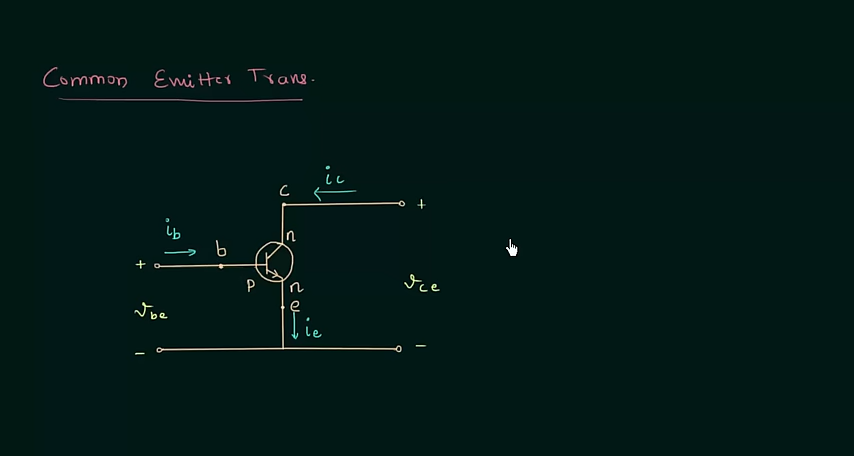 Common Emitter Trans.
c
ic
+
n
ib
b
+
p
n
e
vce
vbe
ie
-
-